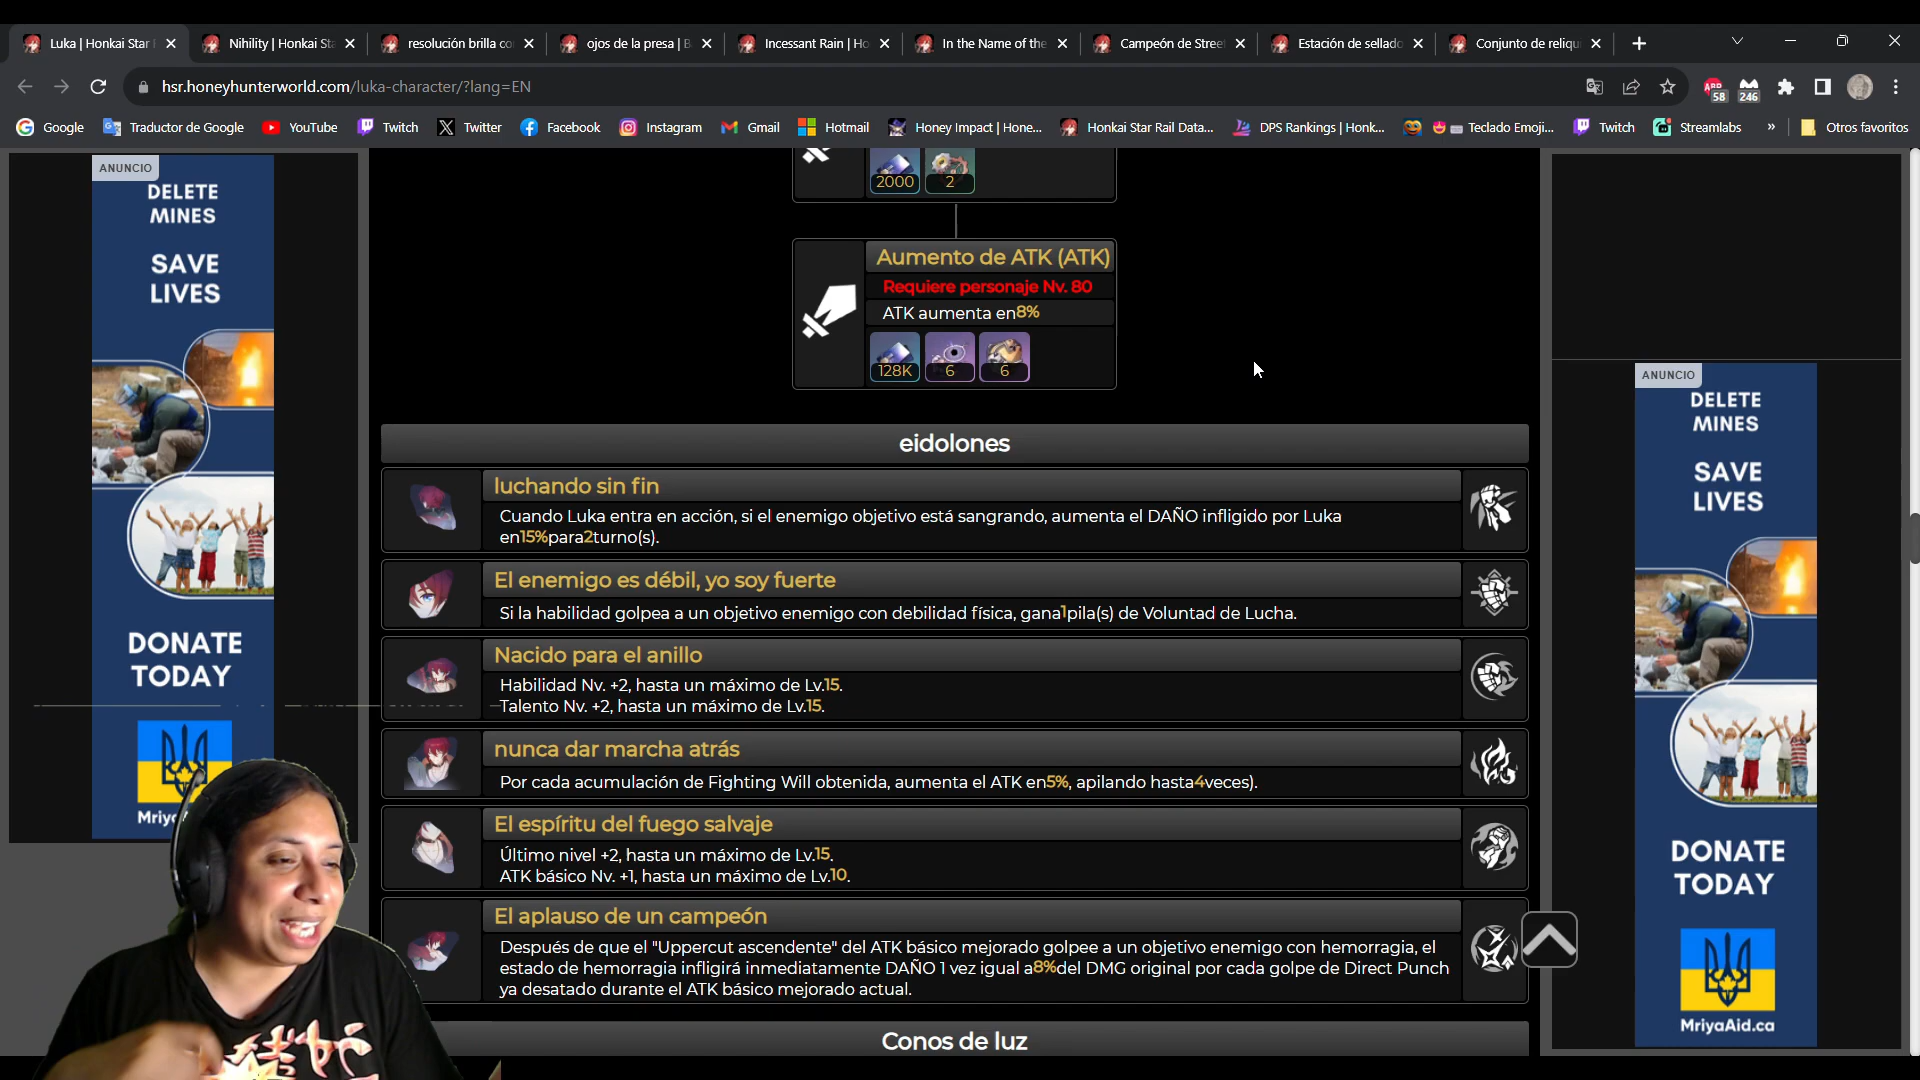 Luka | Honkai Star
Nihility | Honkai St
resolución brilla co
ojos de la presa | B
Incessant Rain | Ho
In the Name of the
Campeón de Street
Estación de sellado
Conjunto de reliqu
hsr.honeyhunterworld.com/luka-character/?lang=EN
ABP
58
246
Google
Traductor de Google
YouTube
Twitch
Twitter
Facebook
Instagram
Gmail
Hotmail
Honey Impact | Hone...
Honkai Star Rail Data...
DPS Rankings | Honk...
Teclado Emoji...
Twitch
Streamlabs
»
Otros favoritos
ANUNCIO
DELETE
MINES
SAVE
LIVES
DONATE
TODAY
2000
2
Aumento de ATK (ATK)
Requiere personaje Nv. 80
ATK aumenta en8%
128K
6
6
eidolones
luchando sin fin
Cuando Luka entra en acción, si el enemigo objetivo está sangrando, aumenta el DAÑO infligido por Luka
en15%para2turno(s).
El enemigo es débil, yo soy fuerte
Si la habilidad golpea a un objetivo enemigo con debilidad física, gana1pila(s) de Voluntad de Lucha.
Nacido para el anillo
Habilidad Nv. +2, hasta un máximo de Lv.15.
Talento Nv. +2, hasta un máximo de Lv.15.
nunca dar marcha atrás
Por cada acumulación de Fighting Will obtenida, aumenta el ATK en5%, apilando hasta4veces).
El espíritu del fuego salvaje
Último nivel +2, hasta un máximo de Lv.15.
ATK básico Nv. +1, hasta un máximo de Lv.10.
El aplauso de un campeón
Después de que el "Uppercut ascendente" del ATK básico mejorado golpee a un objetivo enemigo con hemorragia, el
estado de hemorragia infligirá inmediatamente DAÑO 1 vez igual a8%del DMG original por cada golpe de Direct Punch
ya desatado durante el ATK básico mejorado actual.
Conos de luz
ANUNCIO
DELETE
MINES
SAVE
LIVES
DONATE
TODAY
MriyaAid.ca